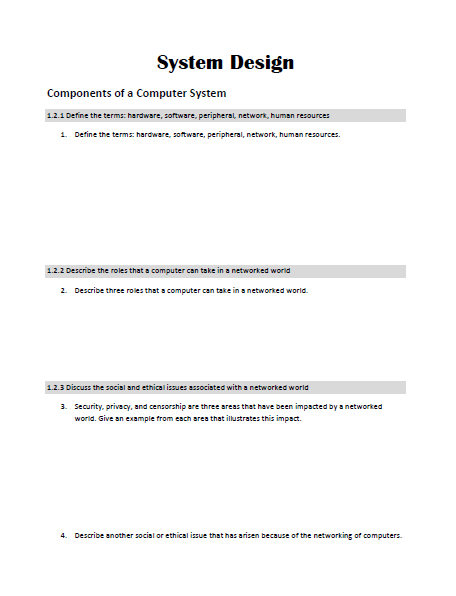 System Design
Components of a Computer System
1.2.1 Define the terms: hardware, software, peripheral, network, human resources
1. Define the terms: hardware, software, peripheral, network, human resources.
1.2.2 Describe the roles that a computer can take in a networked world
2. Describe three roles that a computer can take in a networked world.
1.2.3 Discuss the social and ethical issues associated with a networked world
3. Security, privacy, and censorship are three areas that have been impacted by a networked
world. Give an example from each area that illustrates this impact.
4. Describe another social or ethical issue that has arisen because of the networking of computers.